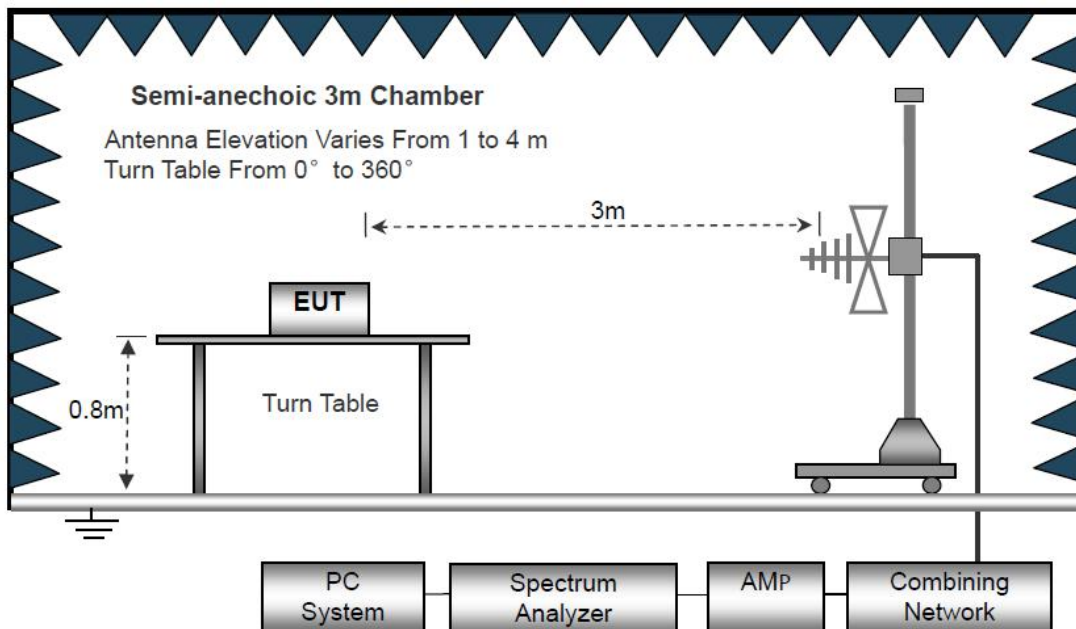 Semi-anechoic 3m Chamber
Antenna Elevation Varies From 1 to 4 m
Turn Table From 0° to 360°
3m
EUT
0.8m
Turn Table
PC
System
Spectrum
Analyzer
AMP
Combining
Network